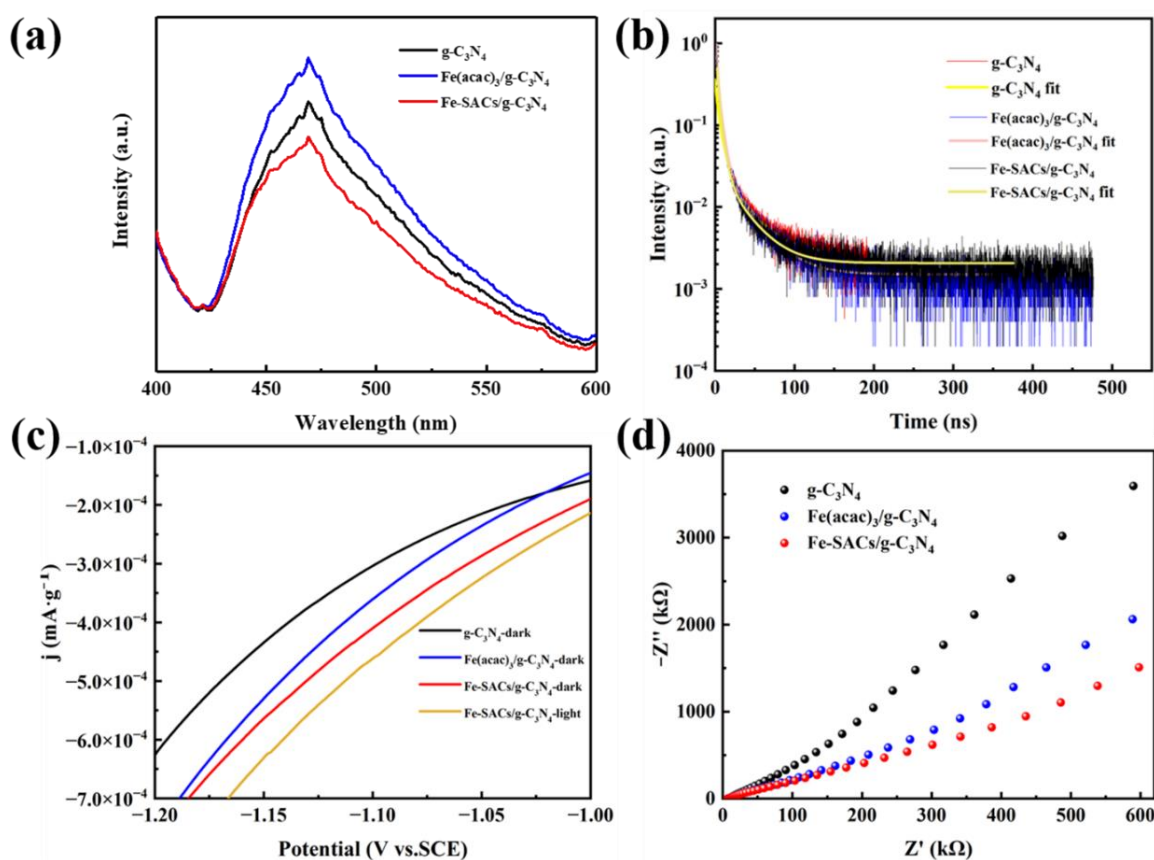 (a)
g-C₃N₄
Fe(acac)₃/g-C₃N₄
Fe-SACs/g-C₃N₄
Intensity (a.u.)
400 450 500 550 600
Wavelength (nm)
(b)
10⁰
10⁻¹
10⁻²
10⁻³
10⁻⁴
g-C₃N₄
g-C₃N₄ fit
Fe(acac)₃/g-C₃N₄
Fe(acac)₃/g-C₃N₄ fit
Fe-SACs/g-C₃N₄
Fe-SACs/g-C₃N₄ fit
Intensity (a.u.)
0 100 200 300 400 500
Time (ns)
(c)
−1.0×10⁻⁴
−2.0×10⁻⁴
−3.0×10⁻⁴
−4.0×10⁻⁴
−5.0×10⁻⁴
−6.0×10⁻⁴
−7.0×10⁻⁴
j (mA·g⁻¹)
g-C₃N₄-dark
Fe(acac)₃/g-C₃N₄-dark
Fe-SACs/g-C₃N₄-dark
Fe-SACs/g-C₃N₄-light
−1.20 −1.15 −1.10 −1.05 −1.00
Potential (V vs.SCE)
(d)
4000
3000
2000
1000
0
-Z'' (kΩ)
g-C₃N₄
Fe(acac)₃/g-C₃N₄
Fe-SACs/g-C₃N₄
0 100 200 300 400 500 600
Z' (kΩ)